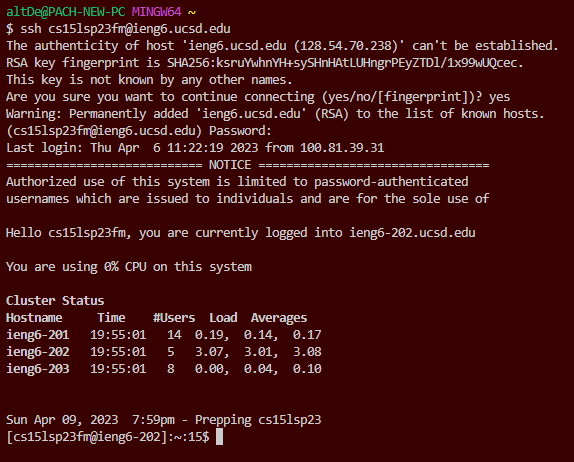 altDe@PACH-NEW-PC MINGW64 ~
$ ssh cs15lsp23fm@ieng6.ucsd.edu
The authenticity of host 'ieng6.ucsd.edu (128.54.70.238)' can't be established.
RSA key fingerprint is SHA256:ksruYwhnYH+sySHnHAtLUHngrPEyZTDl/1x99wUQcec.
This key is not known by any other names.
Are you sure you want to continue connecting (yes/no/[fingerprint])? yes
Warning: Permanently added 'ieng6.ucsd.edu' (RSA) to the list of known hosts.
(cs15lsp23fm@ieng6.ucsd.edu) Password:
Last login: Thu Apr  6 11:22:19 2023 from 100.81.39.31
============================ NOTICE =================================
Authorized use of this system is limited to password-authenticated
usernames which are issued to individuals and are for the sole use of
Hello cs15lsp23fm, you are currently logged into ieng6-202.ucsd.edu
You are using 0% CPU on this system
Cluster Status
Hostname     Time    #Users  Load  Averages
ieng6-201   19:55:01   14  0.19,  0.14,  0.17
ieng6-202   19:55:01   5   3.07,  3.01,  3.08
ieng6-203   19:55:01   8   0.00,  0.04,  0.10
Sun Apr 09, 2023  7:59pm - Prepping cs15lsp23
[cs15lsp23fm@ieng6-202]:~:15$